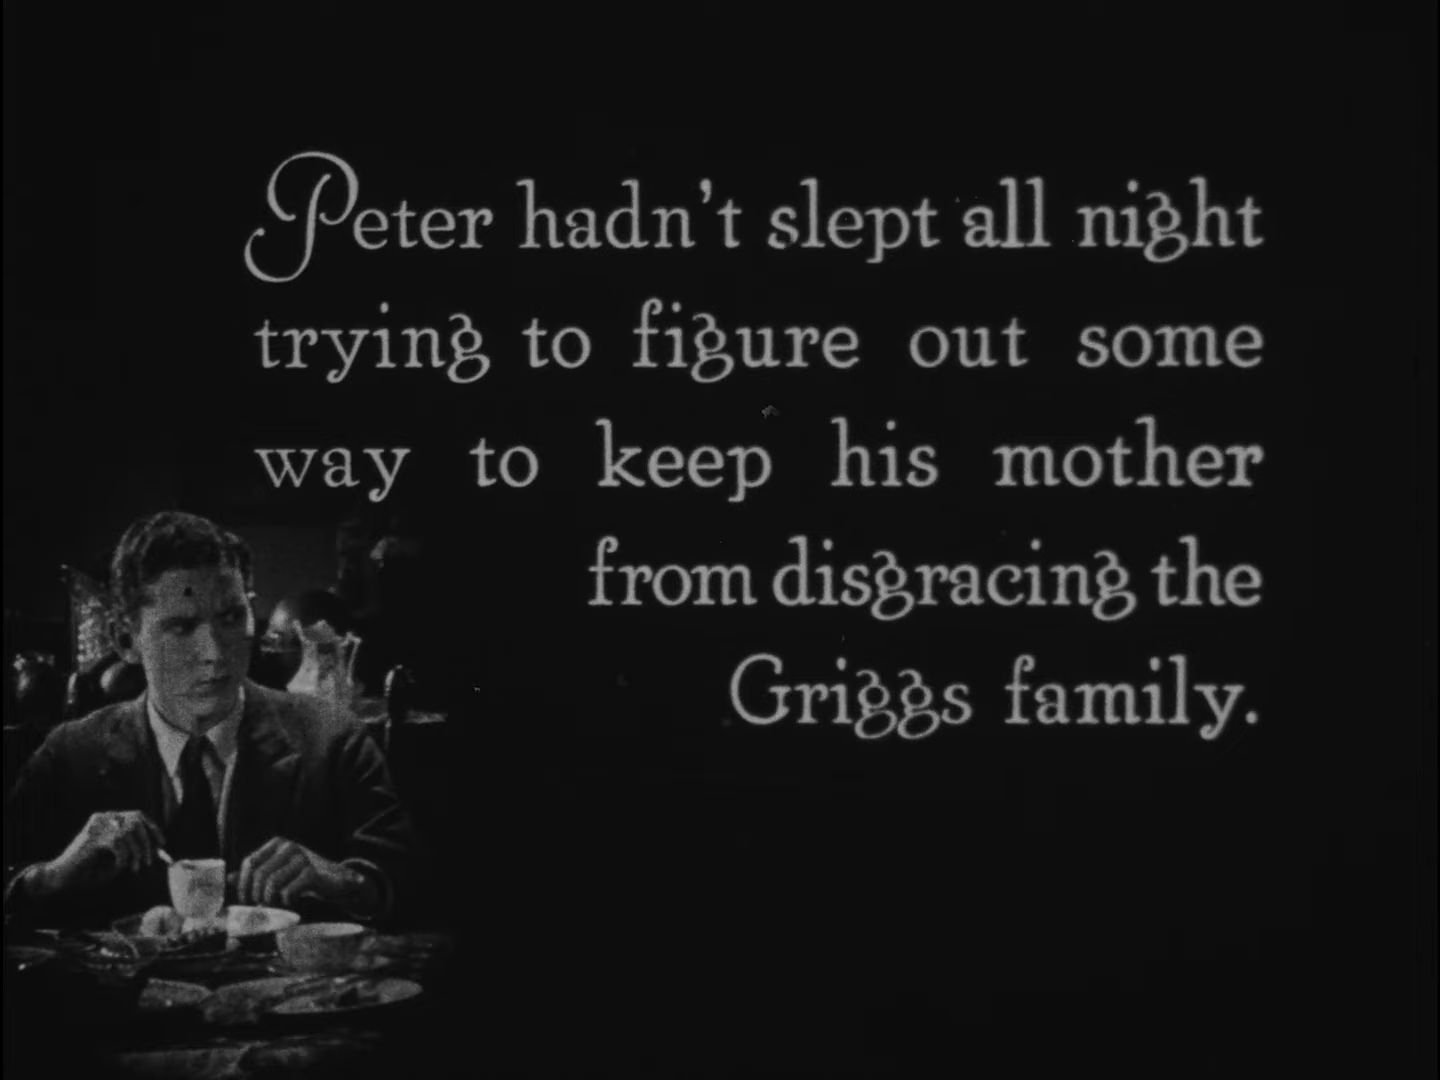 Peter hadn't slept all night
trying to figure out some
way to keep his mother
from disgracing the
Griggs family.